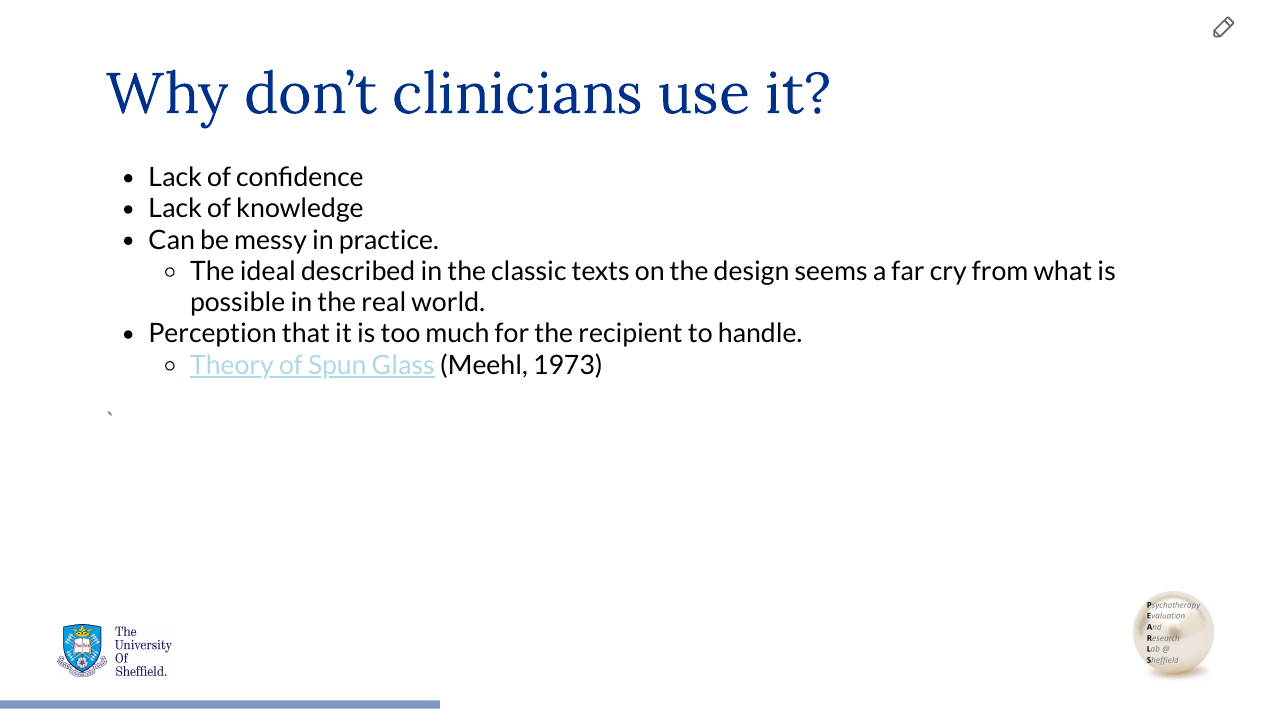 Why don’t clinicians use it?
• Lack of confidence
• Lack of knowledge
• Can be messy in practice.
◦ The ideal described in the classic texts on the design seems a far cry from what is
possible in the real world.
• Perception that it is too much for the recipient to handle.
◦ Theory of Spun Glass (Meehl, 1973)
`
The
University
Of
Sheffield.
Psychotherapy
Evaluation
And
Research
Lab @
Sheffield